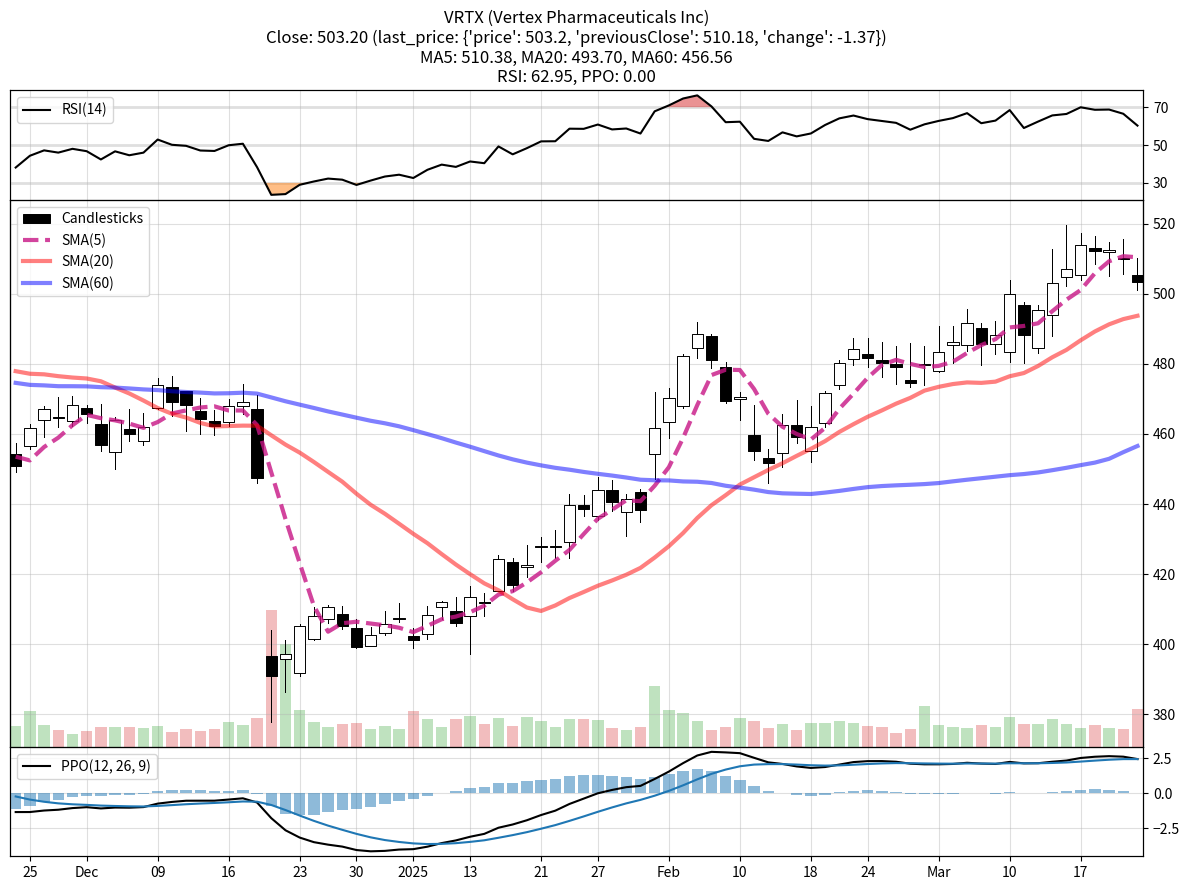 VRTX (Vertex Pharmaceuticals Inc)
Close: 503.20 (last_price: {'price': 503.2, 'previousClose': 510.18, 'change': -1.37})
MA5: 510.38, MA20: 493.70, MA60: 456.56
RSI: 62.95, PPO: 0.00
RSI(14)
70
50
30
Candlesticks
SMA(5)
SMA(20)
SMA(60)
520
500
480
460
440
420
400
380
PPO(12, 26, 9)
2.5
0.0
−2.5
25 Dec 09 16 23 30 2025 13 21 27 Feb 10 18 24 Mar 10 17